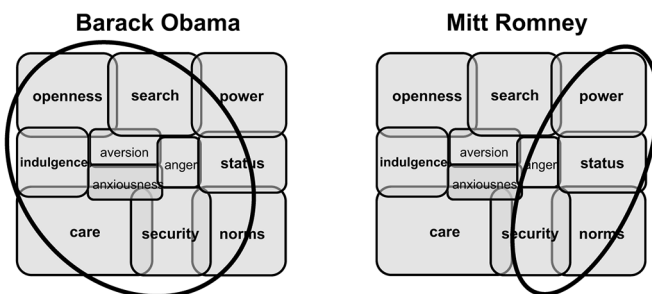 Barack Obama
openness
search
power
indulgence
aversion
anger
status
anxiousness
care
security
norms
Mitt Romney
openness
search
power
indulgence
aversion
anger
status
anxiousness
care
security
norms